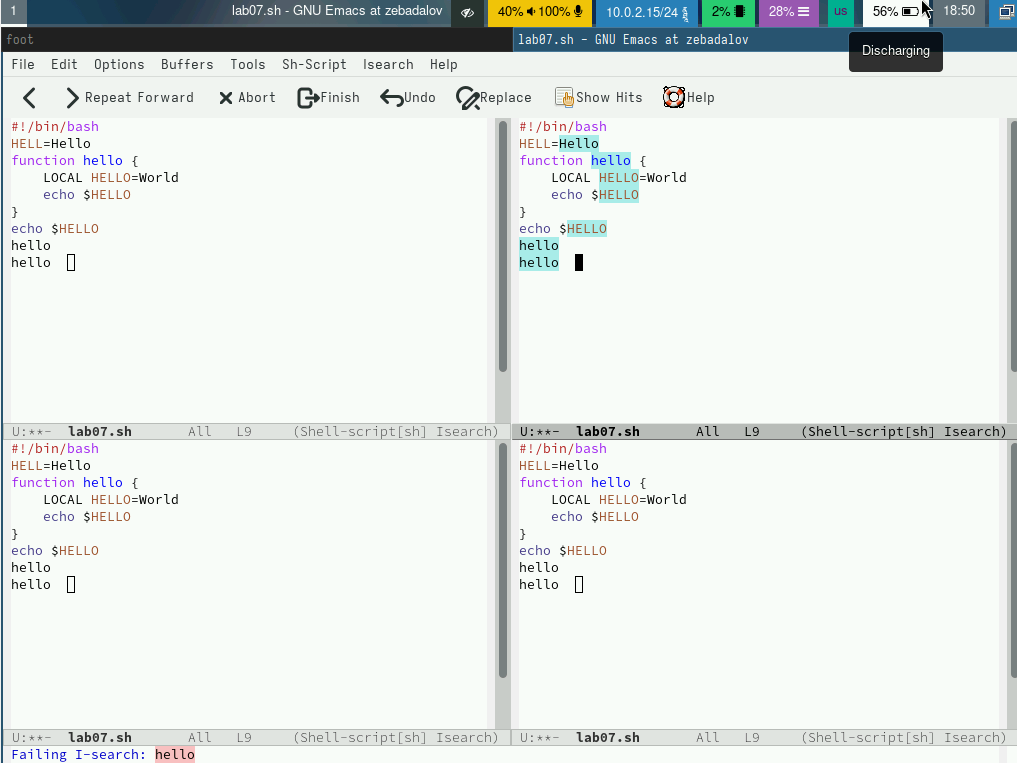 1 lab07.sh - GNU Emacs at zebadalov 40% 100% 10.0.2.15/24 2% 28% us 56% 18:50
foot lab07.sh - GNU Emacs at zebadalov
Discharging
File Edit Options Buffers Tools Sh-Script Isearch Help
Repeat Forward Abort Finish Undo Replace Show Hits Help
#!/bin/bash
HELL=Hello
function hello {
LOCAL HELLO=World
echo $HELLO
}
echo $HELLO
hello
hello
U:**- lab07.sh All L9 (Shell-script[sh] Isearch)
#!/bin/bash
HELL=Hello
function hello {
LOCAL HELLO=World
echo $HELLO
}
echo $HELLO
hello
hello
U:**- lab07.sh All L9 (Shell-script[sh] Isearch)
#!/bin/bash
HELL=Hello
function hello {
LOCAL HELLO=World
echo $HELLO
}
echo $HELLO
hello
hello
U:**- lab07.sh All L9 (Shell-script[sh] Isearch)
#!/bin/bash
HELL=Hello
function hello {
LOCAL HELLO=World
echo $HELLO
}
echo $HELLO
hello
hello
U:**- lab07.sh All L9 (Shell-script[sh] Isearch)
Failing I-search: hello